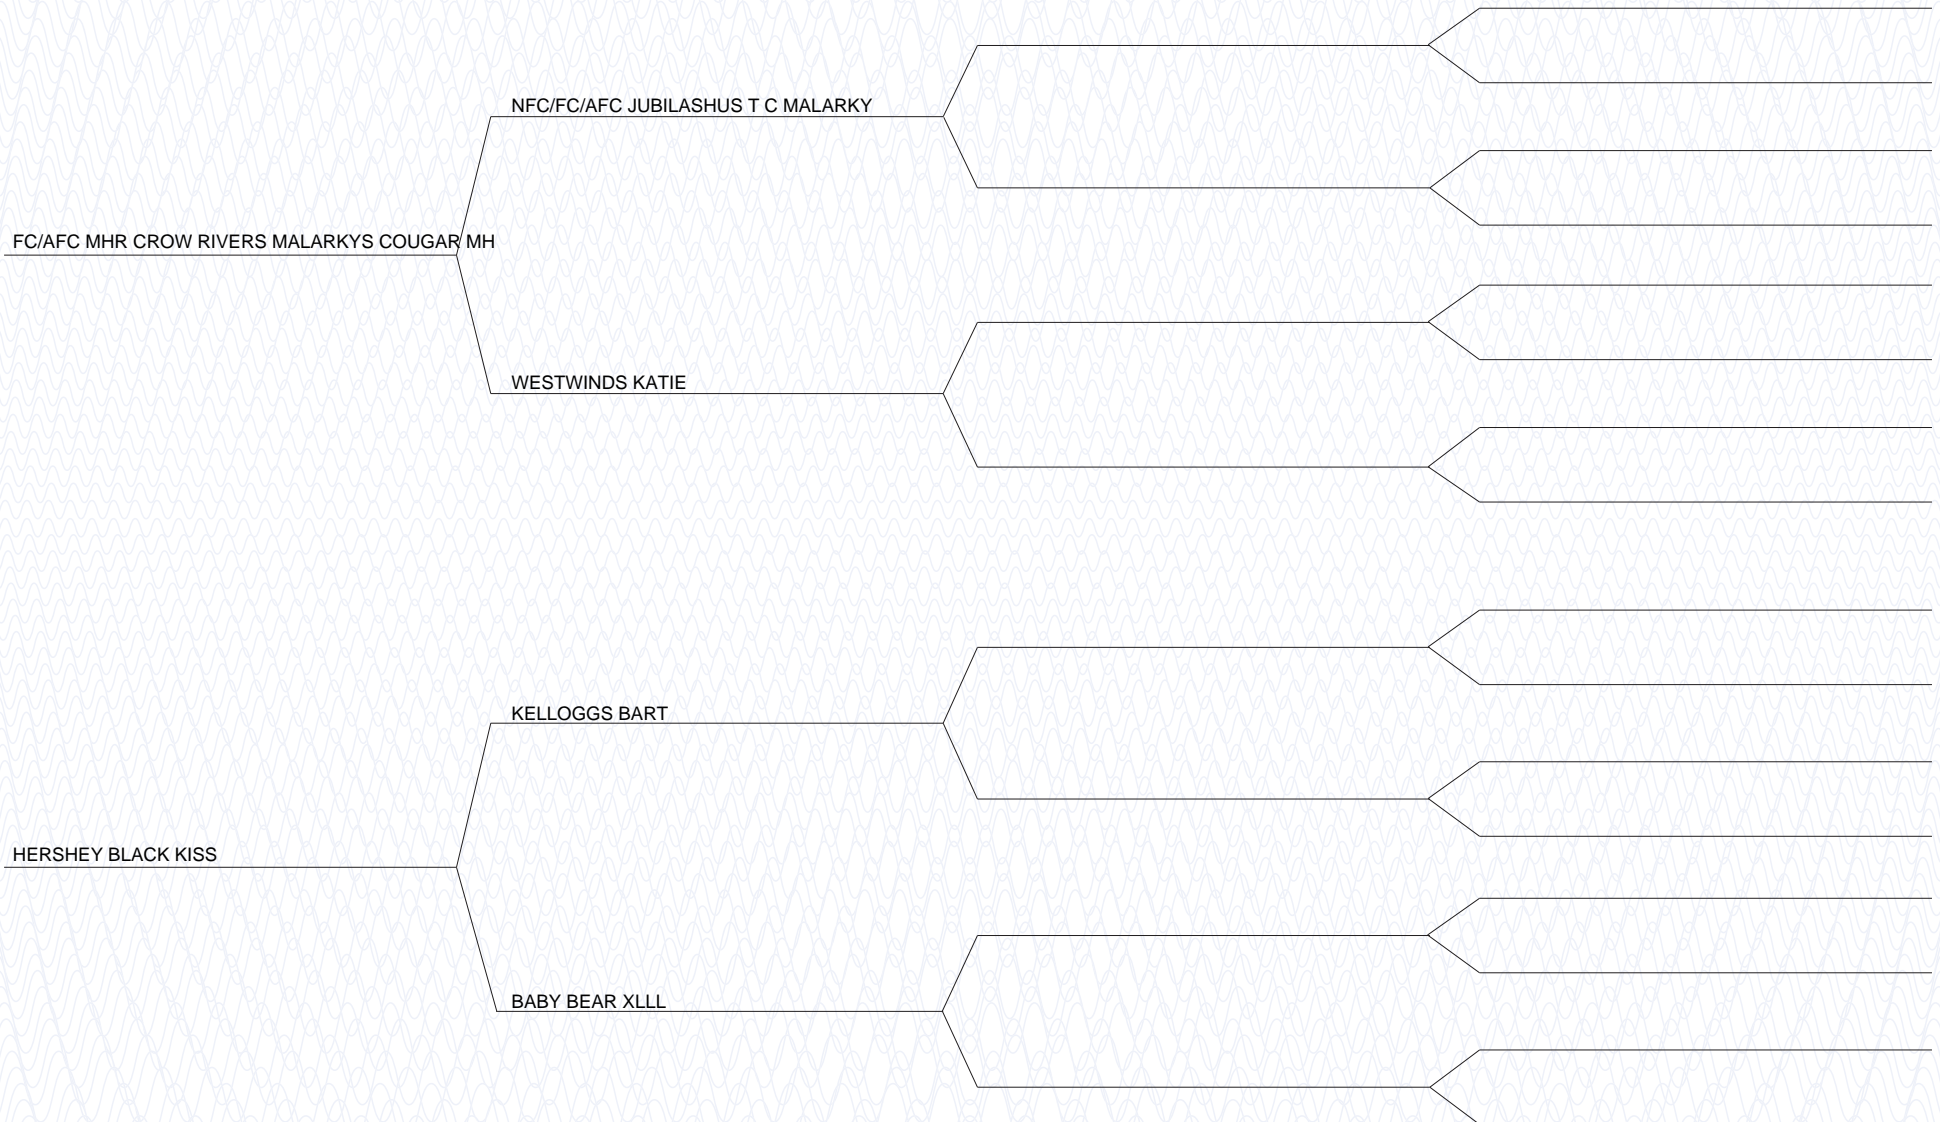 NFC/FC/AFC JUBILASHUS T C MALARKY
FC/AFC MHR CROW RIVERS MALARKYS COUGAR MH
WESTWINDS KATIE
KELLOGGS BART
HERSHEY BLACK KISS
BABY BEAR XLLL